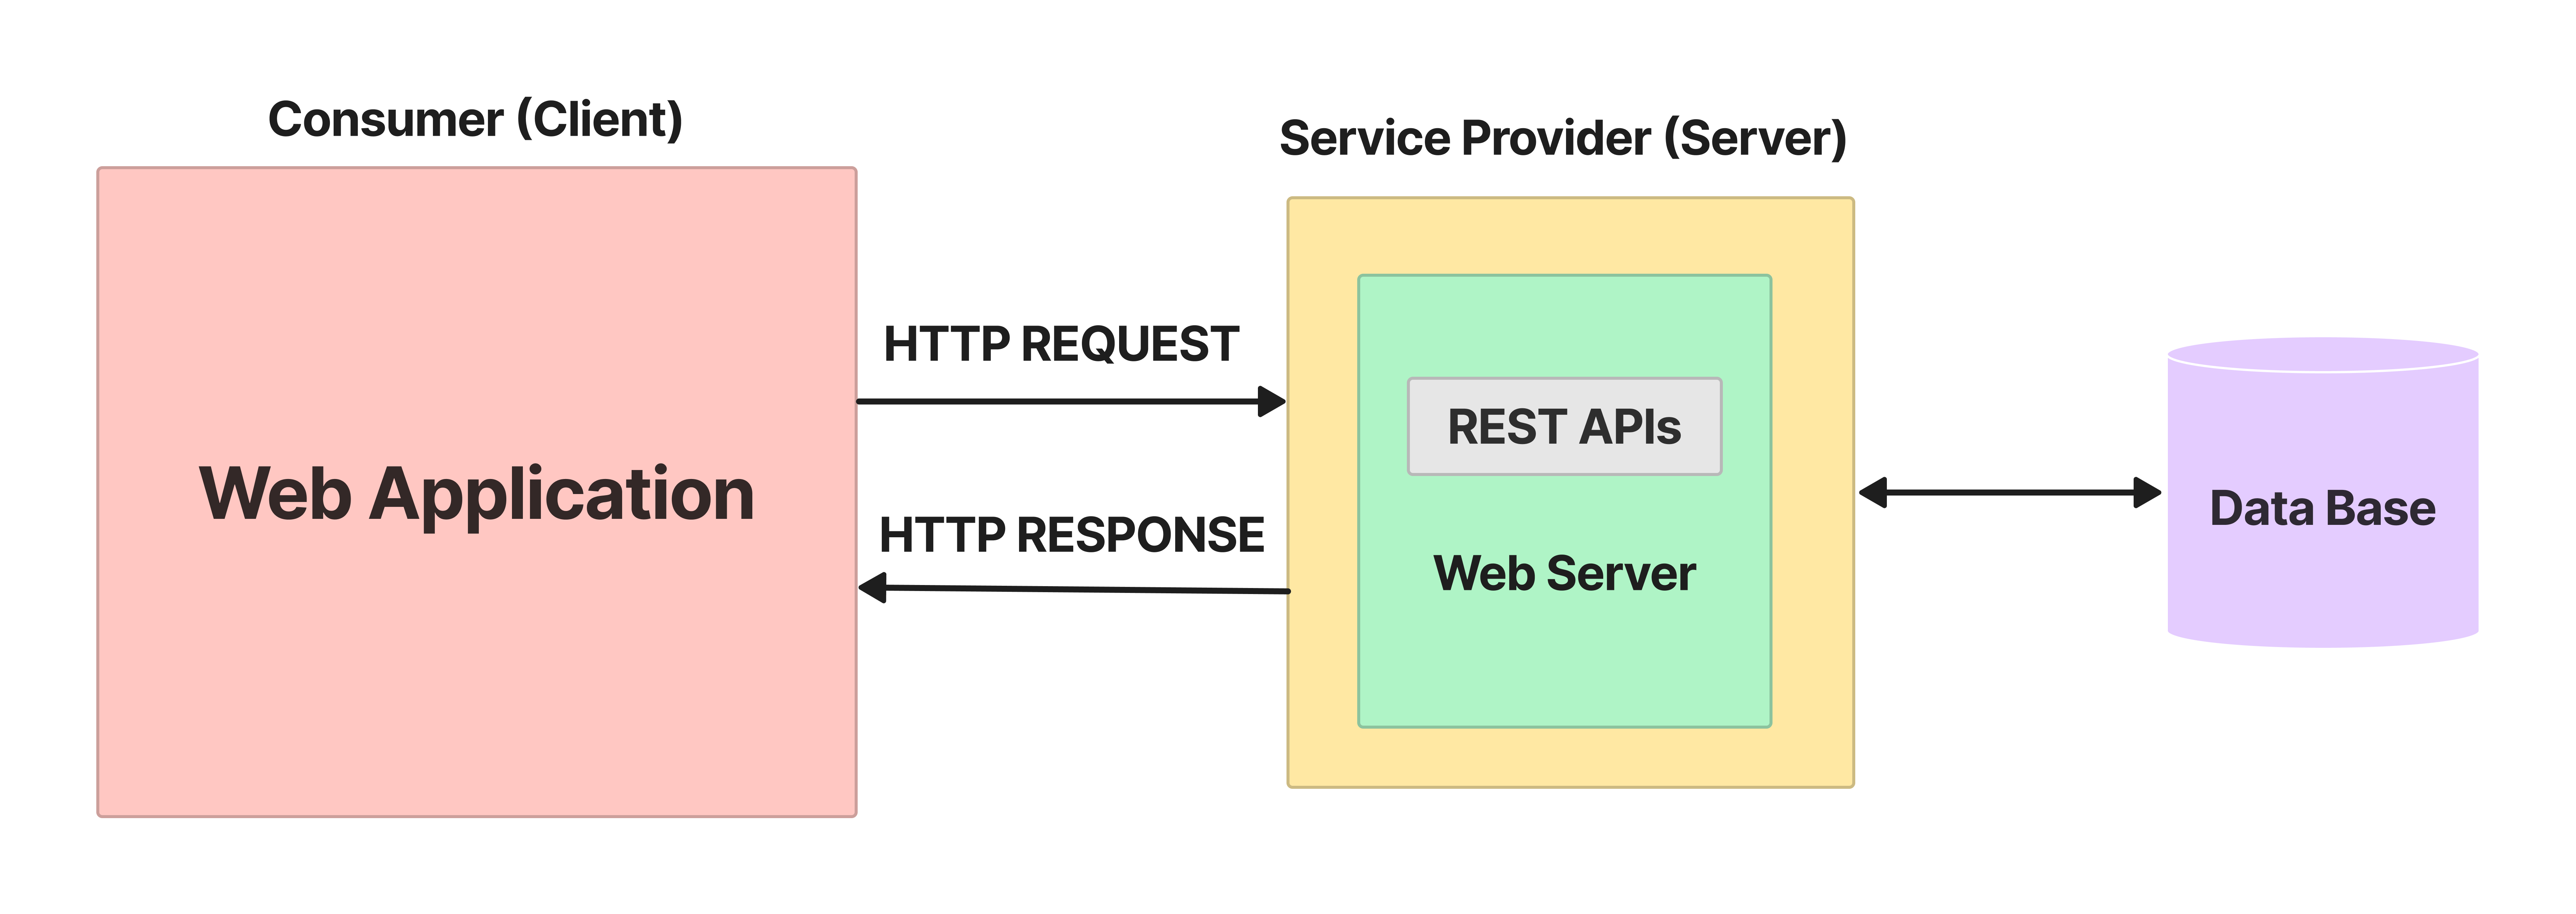 Consumer (Client)
Service Provider (Server)
HTTP REQUEST
REST APIs
Web Application
Data Base
HTTP RESPONSE
Web Server